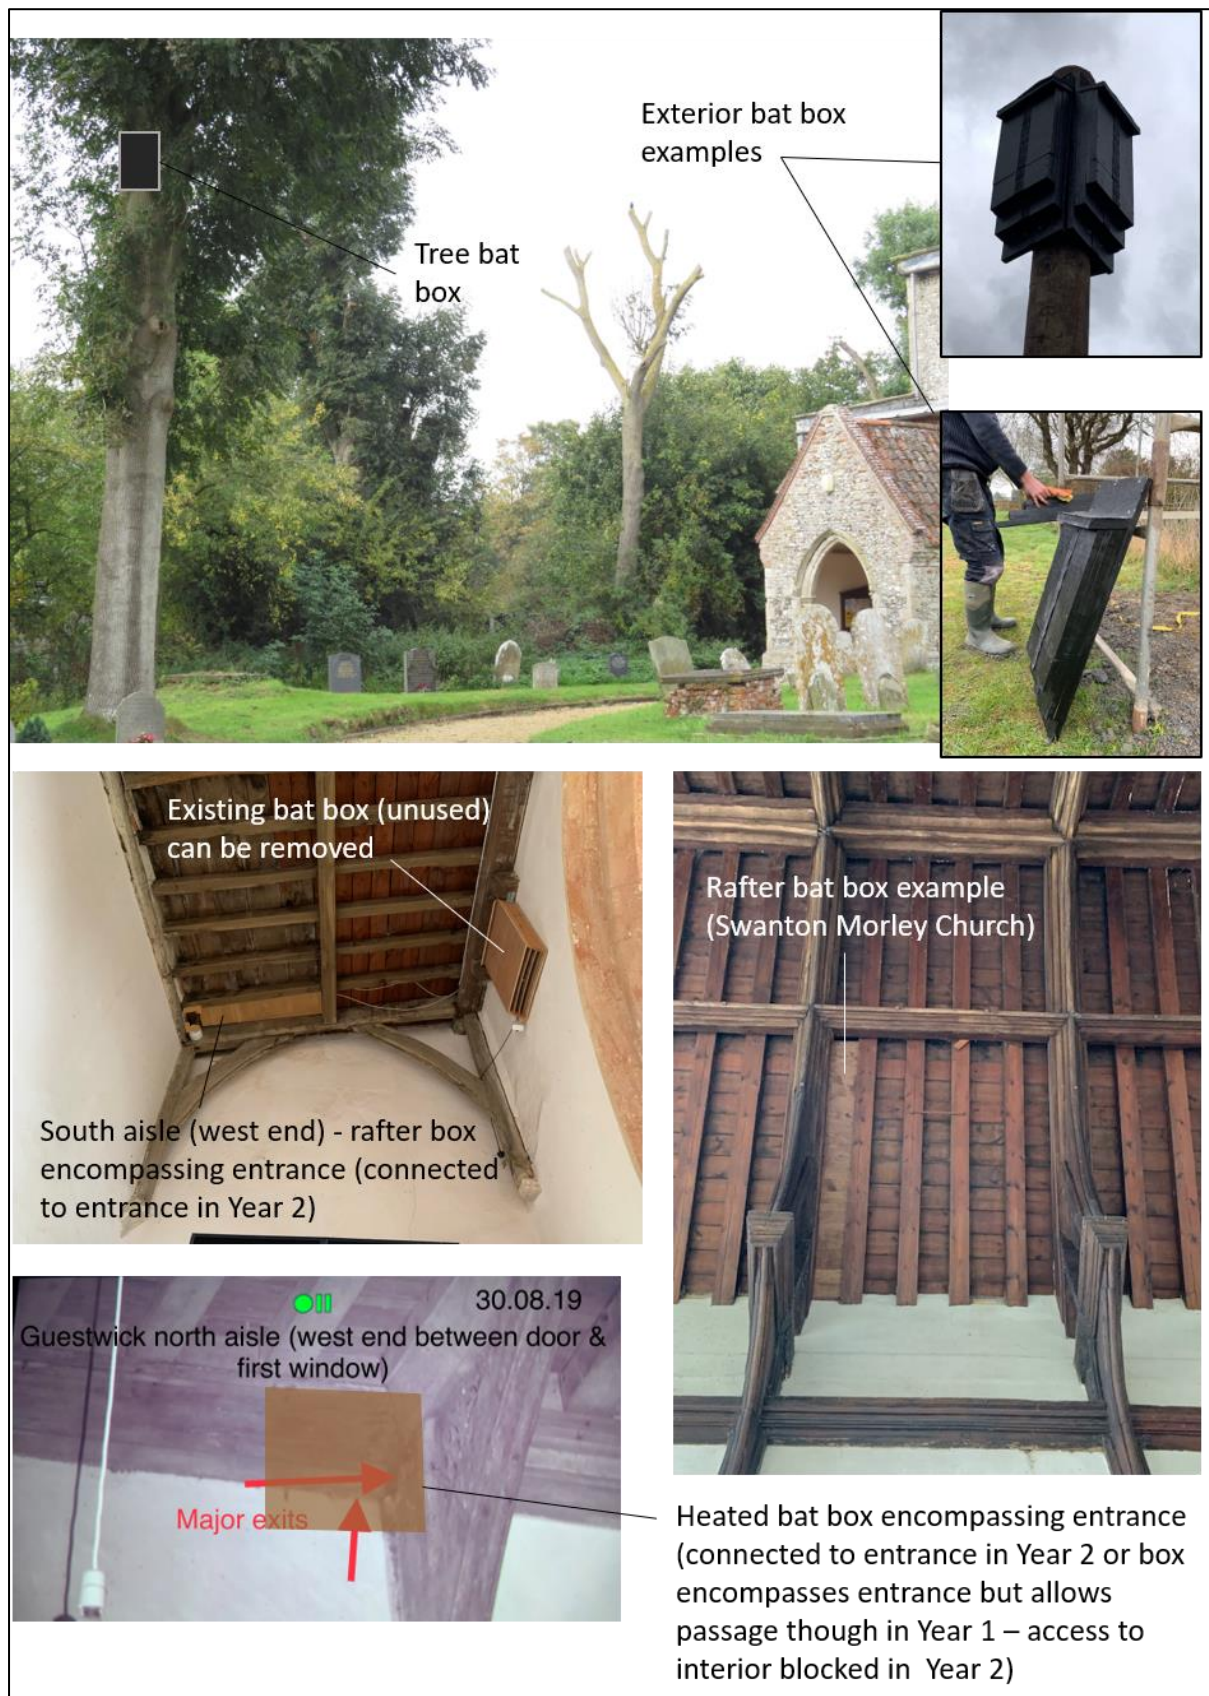 Exterior bat box
examples
Tree bat
box
Existing bat box (unused)
can be removed
South aisle (west end) - rafter box
encompassing entrance (connected
to entrance in Year 2)
Rafter bat box example
(Swanton Morley Church)
30.08.19
Guestwick north aisle (west end between door &
first window)
Major exits
Heated bat box encompassing entrance
(connected to entrance in Year 2 or box
encompasses entrance but allows
passage though in Year 1 – access to
interior blocked in  Year 2)